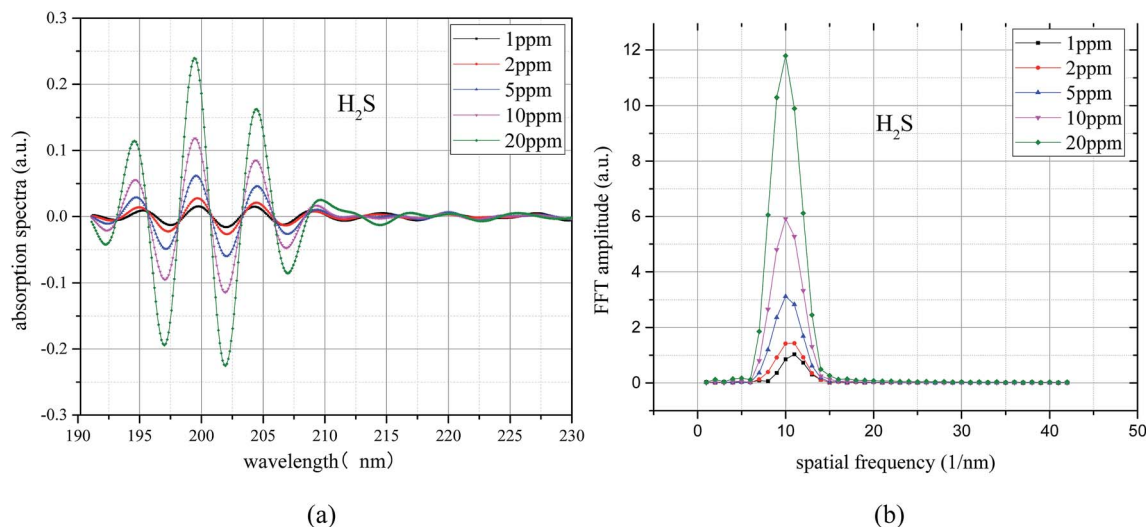 0.3
0.2
0.1
0.0
-0.1
-0.2
-0.3
absorption spectra (a.u.)
190 195 200 205 210 215 220 225 230
wavelength( nm)
H₂S
1ppm
2ppm
5ppm
10ppm
20ppm
(a)
12
10
8
6
4
2
0
FFT amplitude (a.u.)
0 10 20 30 40 50
spatial frequency (1/nm)
H₂S
1ppm
2ppm
5ppm
10ppm
20ppm
(b)